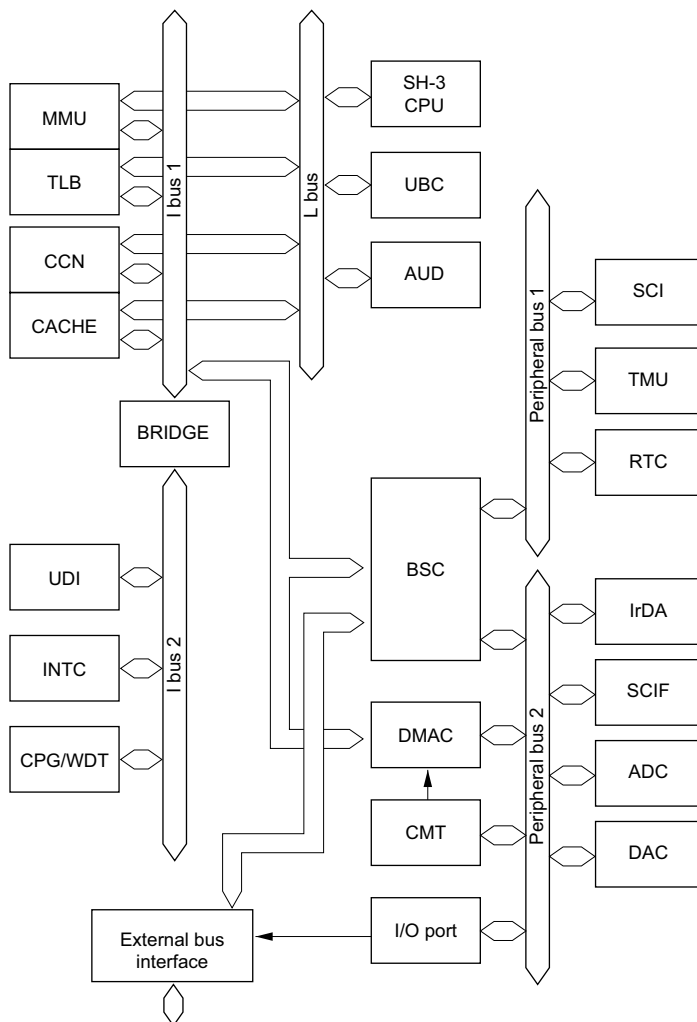 MMU
TLB
CCN
CACHE
I bus 1
L bus
SH-3
CPU
UBC
AUD
BRIDGE
UDI
INTC
CPG/WDT
I bus 2
BSC
DMAC
CMT
I/O port
External bus
interface
Peripheral bus 1
SCI
TMU
RTC
Peripheral bus 2
IrDA
SCIF
ADC
DAC